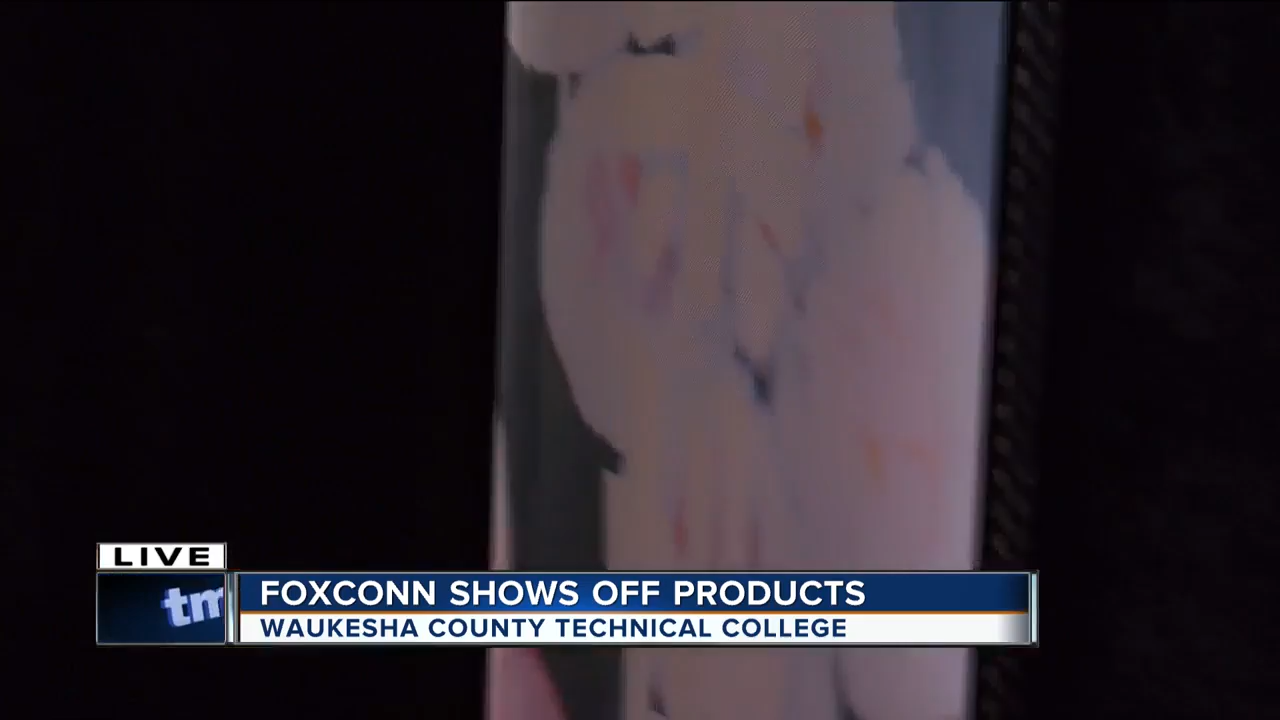 LIVE
tm
FOXCONN SHOWS OFF PRODUCTS
WAUKESHA COUNTY TECHNICAL COLLEGE